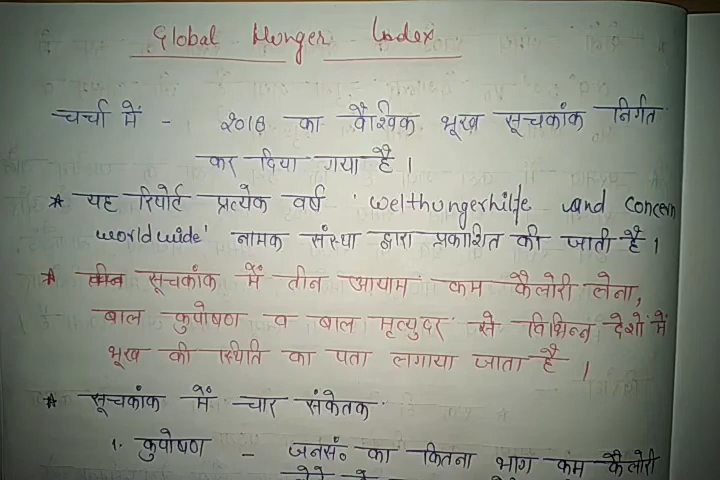 Global Hunger Index
चर्चा में - 2018 का वैश्विक भूख सूचकांक निर्गत
कर दिया गया है ।
* यह रिपोर्ट प्रत्येक वर्ष 'welthungerhilfe and concern
worldwide' नामक संस्था द्वारा प्रकाशित की जाती है ।
* सूचकांक में तीन आयाम कम कैलोरी लेना,
बाल कुपोषण व बाल मृत्युदर से विभिन्न देशों में
भूख की स्थिति का पता लगाया जाता है ।
* सूचकांक में चार संकेतक
1. कुपोषण - जनसं० का कितना भाग कम कैलोरी